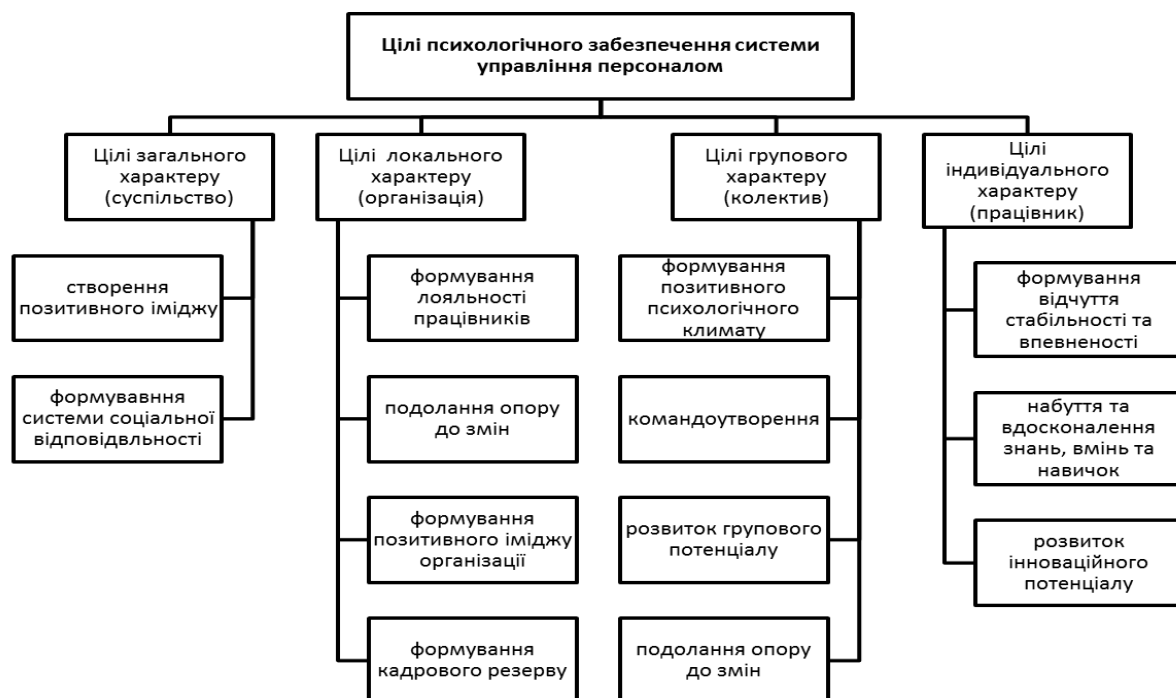 Цілі психологічного забезпечення системи
управління персоналом
Цілі загального
характеру
(суспільство)
створення
позитивного іміджу
формуваввня
системи соціальної
відповідвльності
Цілі локального
характеру
(організація)
формування
лояльності
працівників
подолання опору
до змін
формування
позитивного іміджу
організації
формування
кадрового резерву
Цілі групового
характеру
(колектив)
формування
позитивного
психологічного
климату
командоутворення
розвиток групового
потенціалу
подолання опору
до змін
Цілі
індивідуального
характеру
(працівник)
формування
відчуття
стабільності та
впевненості
набуття та
вдосконалення
знань, вмінь та
навичок
розвиток
інноваційного
потенціалу